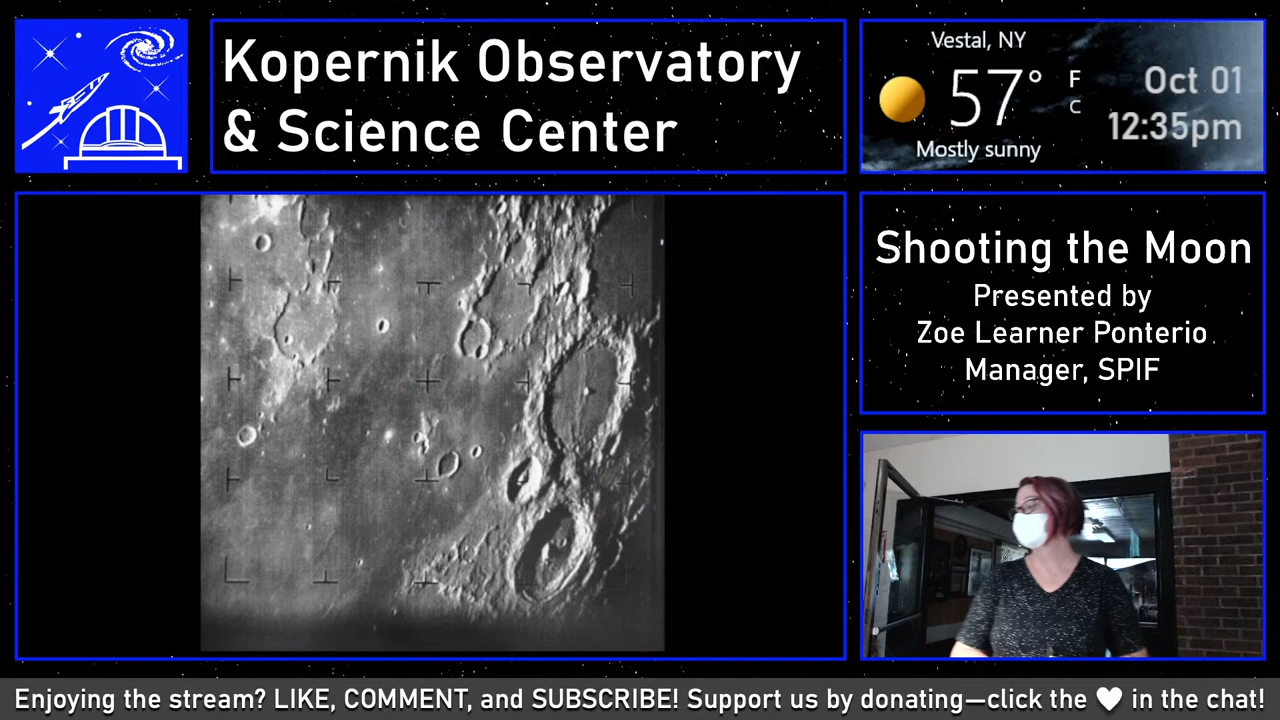 Kopernik Observatory
& Science Center
Vestal, NY
57° F
C
Mostly sunny
Oct 01
12:35pm
Shooting the Moon
Presented by
Zoe Learner Ponterio
Manager, SPIF
Enjoying the stream? LIKE, COMMENT, and SUBSCRIBE! Support us by donating—click the ♥ in the chat!